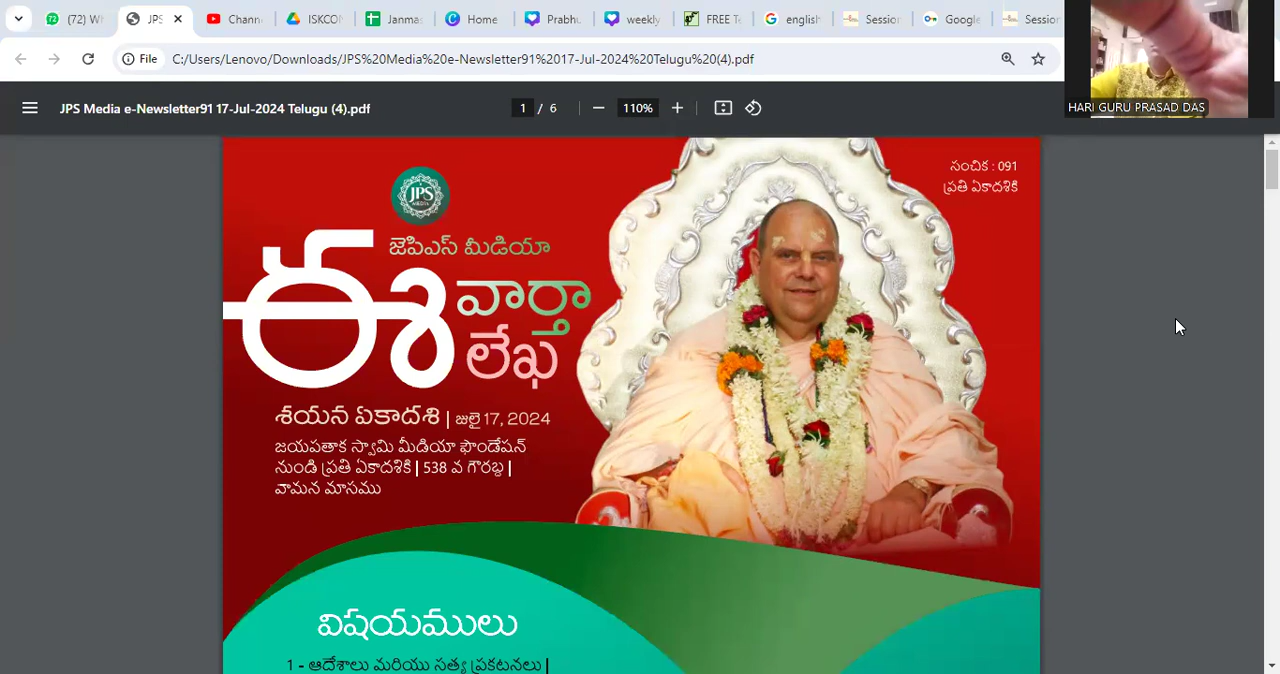 (72) W
JPS
Chann
ISKCON
Janmas
Home
Prabhu
weekly
FREE T
english
Session
Google
Session
File
C:/Users/Lenovo/Downloads/JPS%20Media%20e-Newsletter91%2017-Jul-2024%20Telugu%20(4).pdf
HARI GURU PRASAD DAS
JPS Media e-Newsletter91 17-Jul-2024 Telugu (4).pdf
1 / 6
110%
సంచిక : 091
ప్రతి ఏకాదశికి
JPS
MEDIA
జెపిఎస్ మీడియా
ఈ వార్తా
లేఖ
శయన ఏకాదశి | జులై 17, 2024
జయపతాక స్వామి మీడియా ఫౌండేషన్
నుండి ప్రతి ఏకాదశికి | 538 వ గౌరబ్ద |
వామన మాసము
విషయములు
1 - ఆదేశాలు మరియు సత్య ప్రకటనలు |